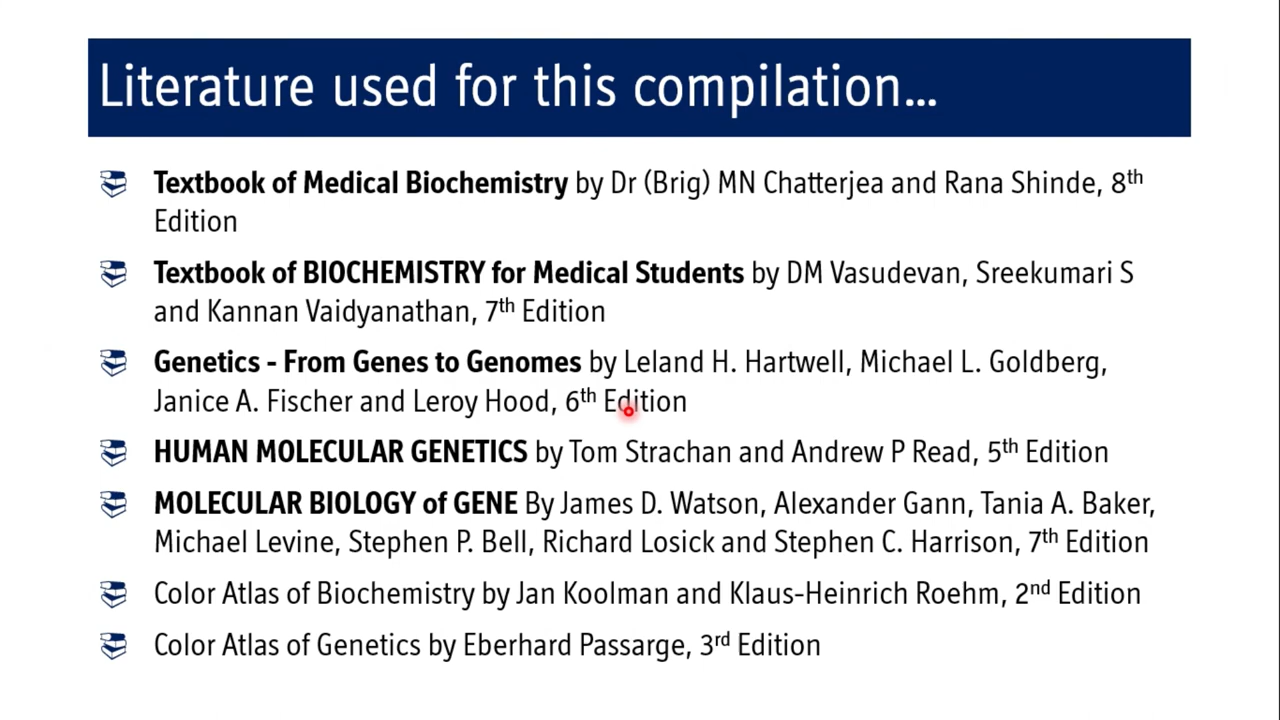 Literature used for this compilation...
Textbook of Medical Biochemistry by Dr (Brig) MN Chatterjea and Rana Shinde, 8th
Edition
Textbook of BIOCHEMISTRY for Medical Students by DM Vasudevan, Sreekumari S
and Kannan Vaidyanathan, 7th Edition
Genetics - From Genes to Genomes by Leland H. Hartwell, Michael L. Goldberg,
Janice A. Fischer and Leroy Hood, 6th Edition
HUMAN MOLECULAR GENETICS by Tom Strachan and Andrew P Read, 5th Edition
MOLECULAR BIOLOGY of GENE By James D. Watson, Alexander Gann, Tania A. Baker,
Michael Levine, Stephen P. Bell, Richard Losick and Stephen C. Harrison, 7th Edition
Color Atlas of Biochemistry by Jan Koolman and Klaus-Heinrich Roehm, 2nd Edition
Color Atlas of Genetics by Eberhard Passarge, 3rd Edition